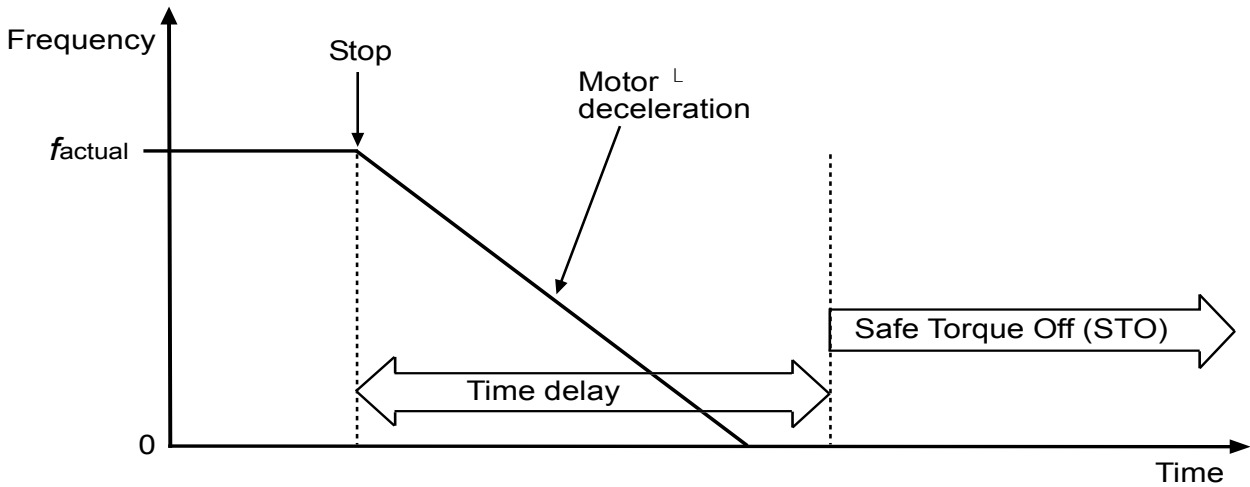 Frequency
Stop
Motor └
deceleration
factual
Safe Torque Off (STO)
Time delay
0
Time